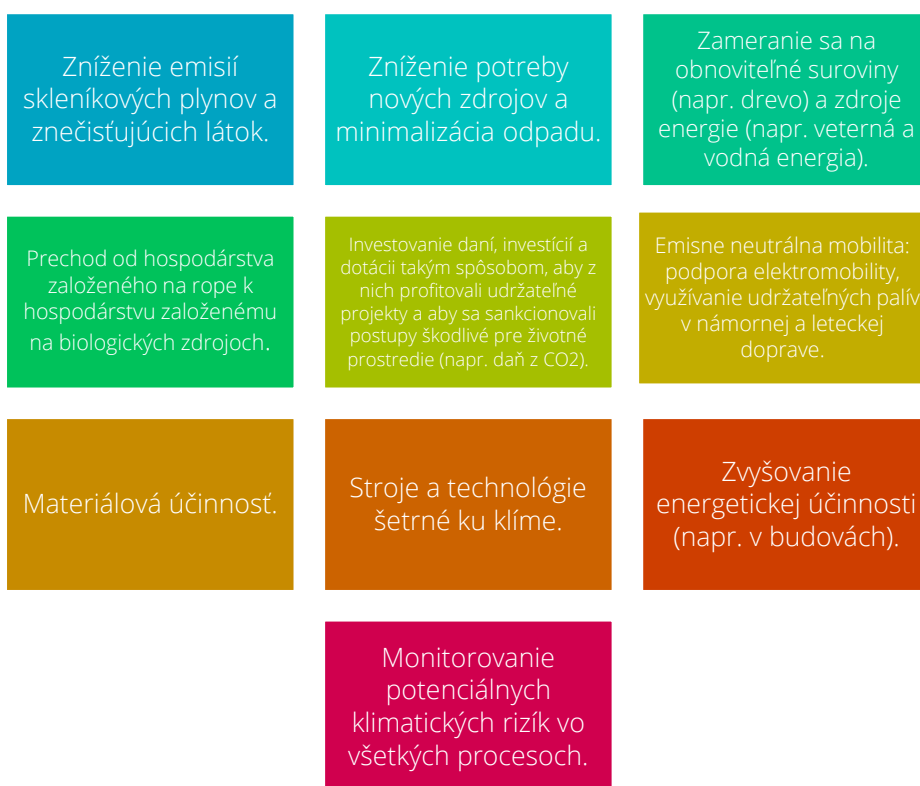 Zníženie emisií
skleníkových plynov a
znečisťujúcich látok.
Zníženie potreby
nových zdrojov a
minimalizácia odpadu.
Zameranie sa na
obnoviteľné suroviny
(napr. drevo) a zdroje
energie (napr. veterná a
vodná energia).
Prechod od hospodárstva
založeného na rope k
hospodárstvu založenému
na biologických zdrojoch.
Investovanie daní, investícií a
dotácii takým spôsobom, aby z
nich profitovali udržateľné
projekty a aby sa sankcionovali
postupy škodlivé pre životné
prostredie (napr. daň z CO2).
Emisne neutrálna mobilita:
podpora elektromobility,
využívanie udržateľných palív
v námornej a leteckej
doprave.
Materiálová účinnosť.
Stroje a technológie
šetrné ku klíme.
Zvyšovanie
energetickej účinnosti
(napr. v budovách).
Monitorovanie
potenciálnych
klimatických rizík vo
všetkých procesoch.